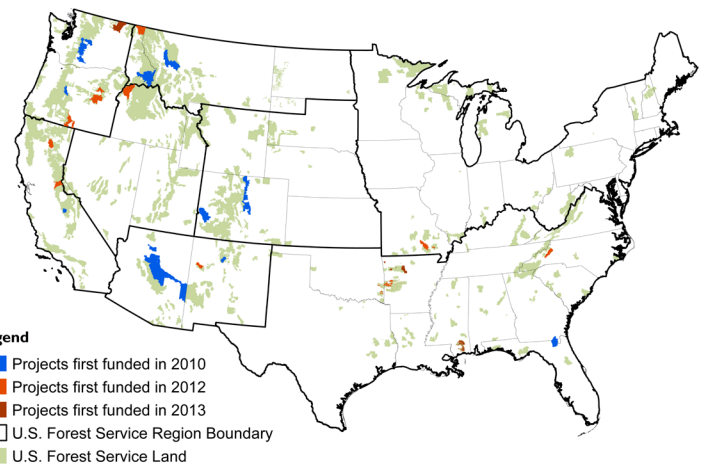 gend
Projects first funded in 2010
Projects first funded in 2012
Projects first funded in 2013
U.S. Forest Service Region Boundary
U.S. Forest Service Land